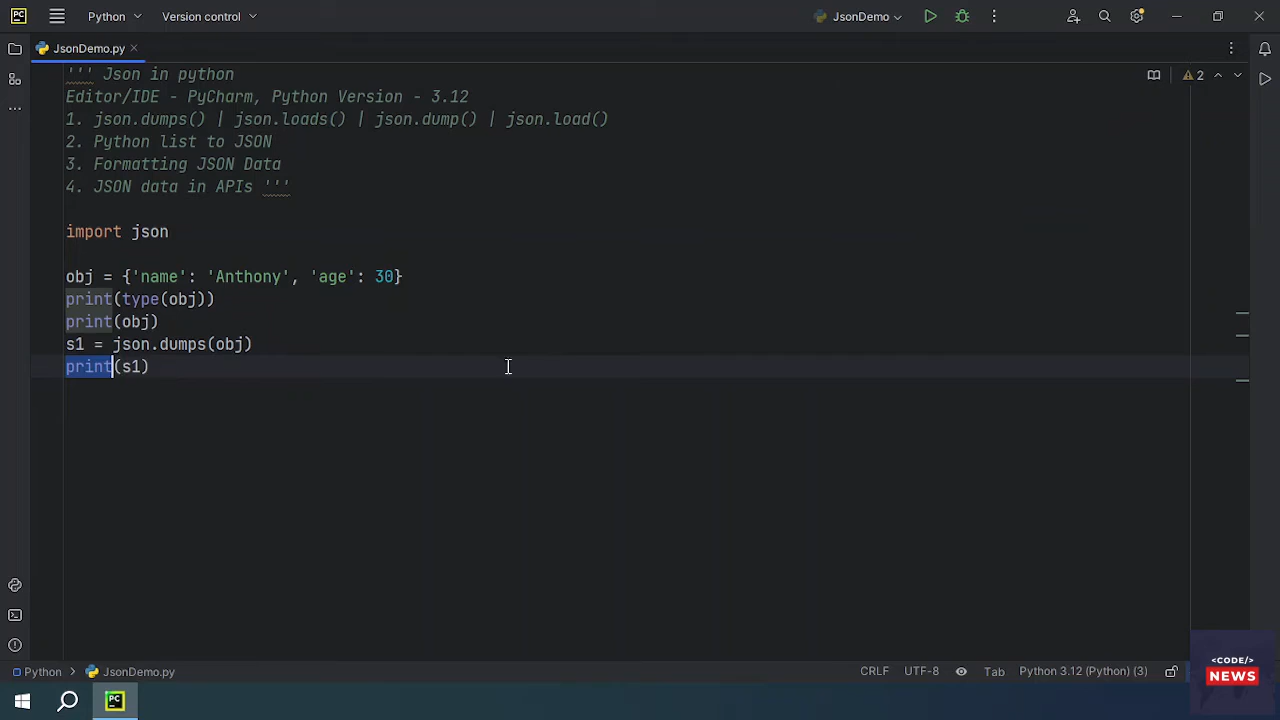 PC
Python
Version control
JsonDemo
JsonDemo.py
''' Json in python
2
Editor/IDE - PyCharm, Python Version - 3.12
1. json.dumps() | json.loads() | json.dump() | json.load()
2. Python list to JSON
3. Formatting JSON Data
4. JSON data in APIs '''
import json
obj = {'name': 'Anthony', 'age': 30}
print(type(obj))
print(obj)
s1 = json.dumps(obj)
print(s1)
<CODE/>
NEWS
Python
JsonDemo.py
CRLF
UTF-8
Tab
Python 3.12 (Python) (3)
PC